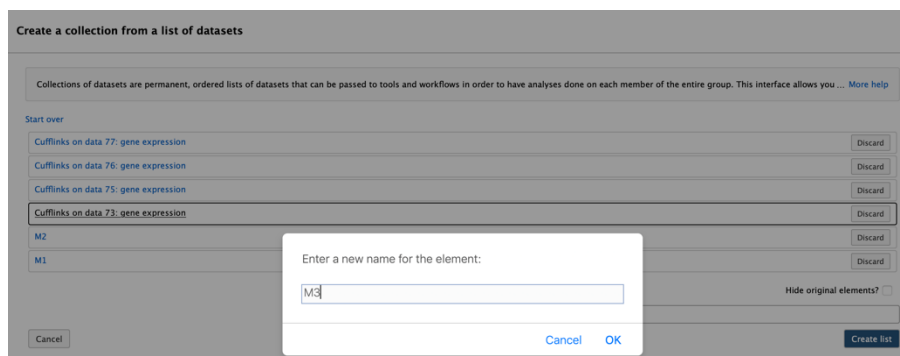 Create a collection from a list of datasets
Collections of datasets are permanent, ordered lists of datasets that can be passed to tools and workflows in order to have analyses done on each member of the entire group. This interface allows you ... More help
Start over
Cufflinks on data 77: gene expression Discard
Cufflinks on data 76: gene expression Discard
Cufflinks on data 75: gene expression Discard
Cufflinks on data 73: gene expression Discard
M2 Discard
M1 Discard
Enter a new name for the element:
M3
Hide original elements?
Cancel OK
Cancel Create list